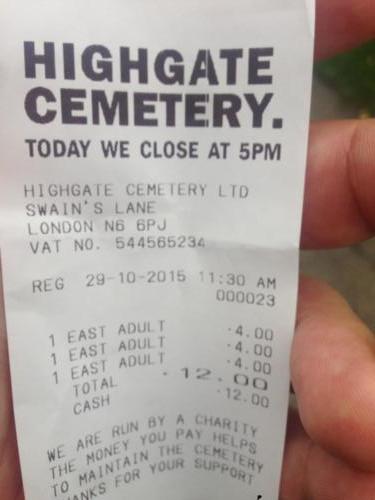 HIGHGATE
CEMETERY.
TODAY WE CLOSE AT 5PM
HIGHGATE CEMETERY LTD
SWAIN'S LANE
LONDON N6 6PJ
VAT NO. 544565234
REG 29-10-2015 11:30 AM
000023
1 EAST ADULT ·4.00
1 EAST ADULT ·4.00
1 EAST ADULT ·4.00
TOTAL ·12.00
CASH ·12.00
WE ARE RUN BY A CHARITY
THE MONEY YOU PAY HELPS
TO MAINTAIN THE CEMETERY
FOR YOUR SUPPORT